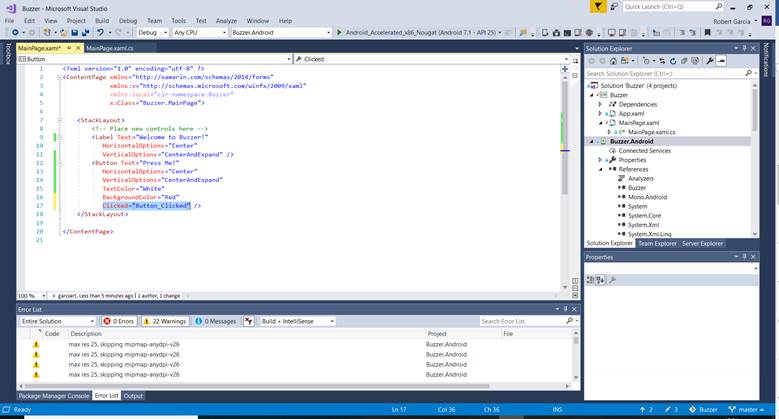 Buzzer - Microsoft Visual Studio
Quick Launch (Ctrl+Q)
File Edit View Project Build Debug Team Tools Test Analyze Window Help
Robert Garcia RG
Debug Any CPU Buzzer.Android Android_Accelerated_x86_Nougat (Android 7.1 - API 25)
Toolbox
MainPage.xaml* MainPage.xaml.cs
Button Clicked
1 <?xml version="1.0" encoding="utf-8" ?>
2 <ContentPage xmlns="http://xamarin.com/schemas/2014/forms"
3 xmlns:x="http://schemas.microsoft.com/winfx/2009/xaml"
4 xmlns:local="clr-namespace:Buzzer"
5 x:Class="Buzzer.MainPage">
6
7 <StackLayout>
8 <!-- Place new controls here -->
9 <Label Text="Welcome to Buzzer!"
10 HorizontalOptions="Center"
11 VerticalOptions="CenterAndExpand" />
12 <Button Text="Press Me!"
13 HorizontalOptions="Center"
14 VerticalOptions="CenterAndExpand"
15 TextColor="White"
16 BackgroundColor="Red"
17 Clicked="Button_Clicked" />
18 </StackLayout>
19
20 </ContentPage>
21
100 % garciart, Less than 5 minutes ago | 1 author, 1 change
Error List
Entire Solution 0 Errors 22 Warnings 0 Messages Build + IntelliSense Search Error List
Code Description Project File
max res 25, skipping mipmap-anydpi-v26 Buzzer.Android
max res 25, skipping mipmap-anydpi-v26 Buzzer.Android
max res 25, skipping mipmap-anydpi-v26 Buzzer.Android
max res 25, skipping mipmap-anydpi-v26 Buzzer.Android
Package Manager Console Error List Output
Solution Explorer
Search Solution Explorer (Ctrl+;)
Solution 'Buzzer' (4 projects)
Buzzer
Dependencies
App.xaml
MainPage.xaml
C# MainPage.xaml.cs
Buzzer.Android
Connected Services
Properties
References
Analyzers
Buzzer
Mono.Android
System
System.Core
System.Xml
System.Xml.Linq
Solution Explorer Team Explorer Server Explorer
Properties
Notifications
Ready Ln 17 Col 36 Ch 36 INS 2 3 Buzzer master